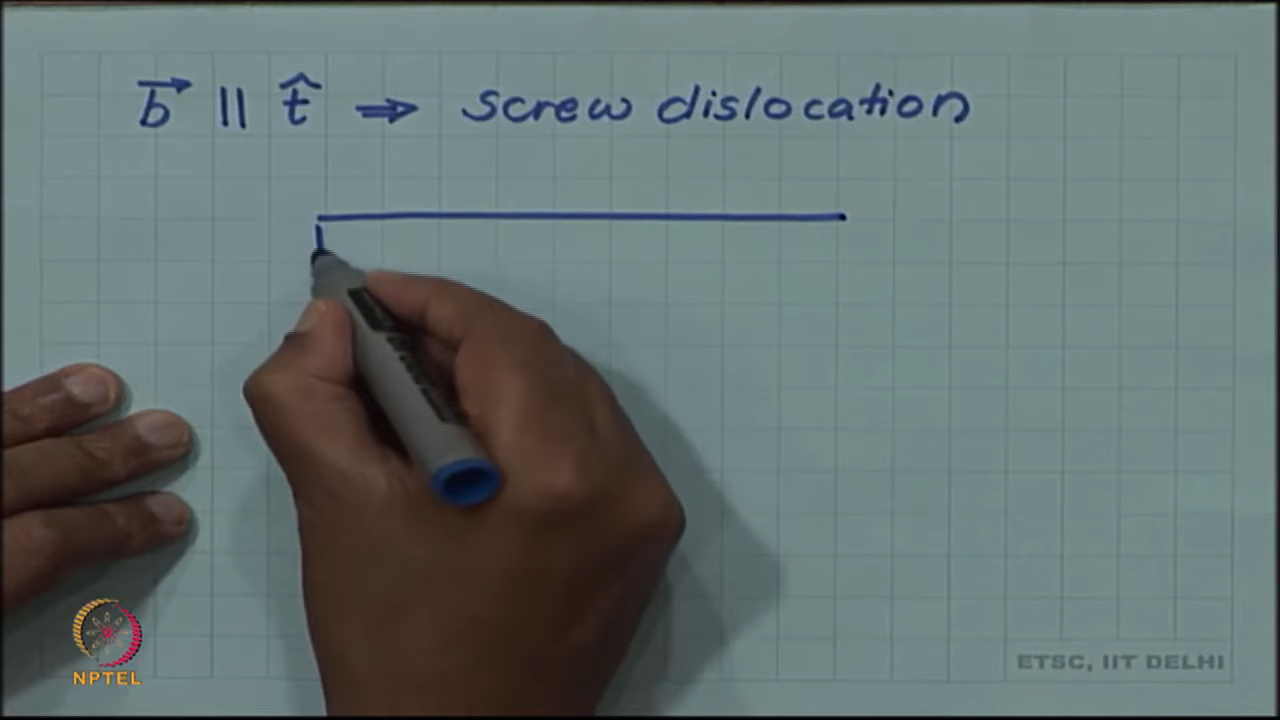 b⃗ || t̂ ⇒ screw dislocation
NPTEL
ETSC, IIT DELHI